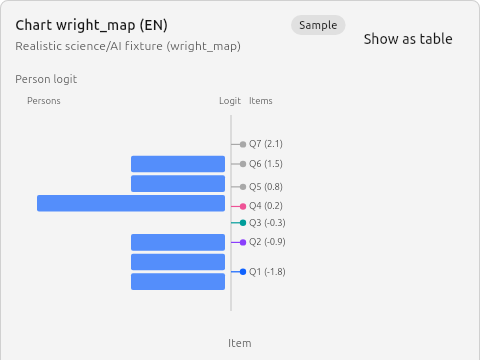 Chart wright_map (EN)
Sample
Show as table
Realistic science/AI fixture (wright_map)
Person logit
Persons
Logit
Items
Q7 (2.1)
Q6 (1.5)
Q5 (0.8)
Q4 (0.2)
Q3 (-0.3)
Q2 (-0.9)
Q1 (-1.8)
Item